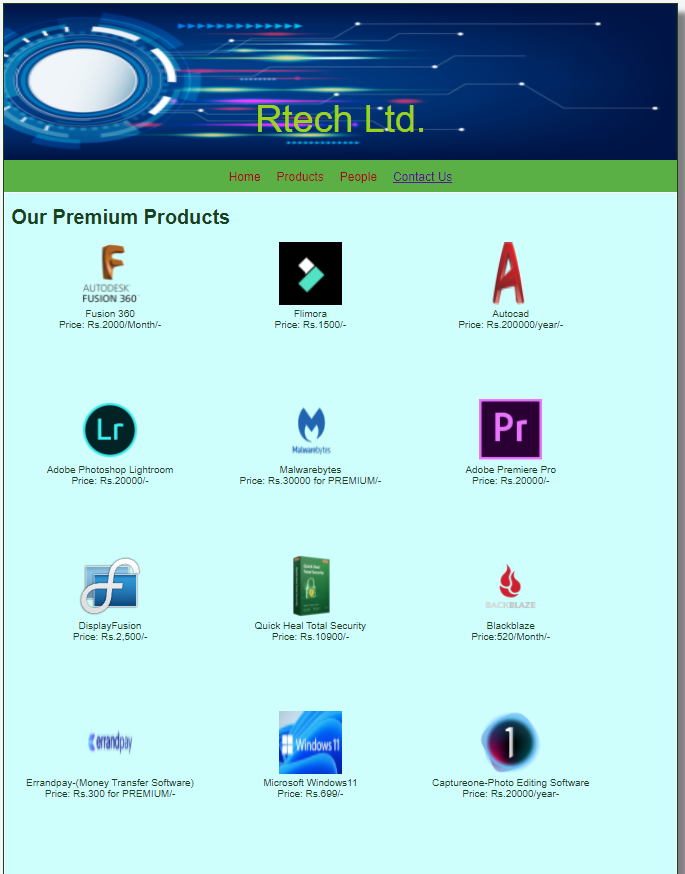 Rtech Ltd.
Home Products People Contact Us
Our Premium Products
AUTODESK
FUSION 360
Fusion 360
Price: Rs.2000/Month/-
Flimora
Price: Rs.1500/-
Autocad
Price: Rs.200000/year/-
Lr
Adobe Photoshop Lightroom
Price: Rs.20000/-
Malwarebytes
Malwarebytes
Price: Rs.30000 for PREMIUM/-
Pr
Adobe Premiere Pro
Price: Rs.20000/-
DisplayFusion
Price: Rs.2,500/-
Quick Heal
Total Security
Quick Heal Total Security
Price: Rs.10900/-
BACKBLAZE
Blackblaze
Price:520/Month/-
errandpay
Errandpay-(Money Transfer Software)
Price: Rs.300 for PREMIUM/-
Windows 11
Microsoft Windows11
Price: Rs.699/-
1
Captureone-Photo Editing Software
Price: Rs.20000/year-